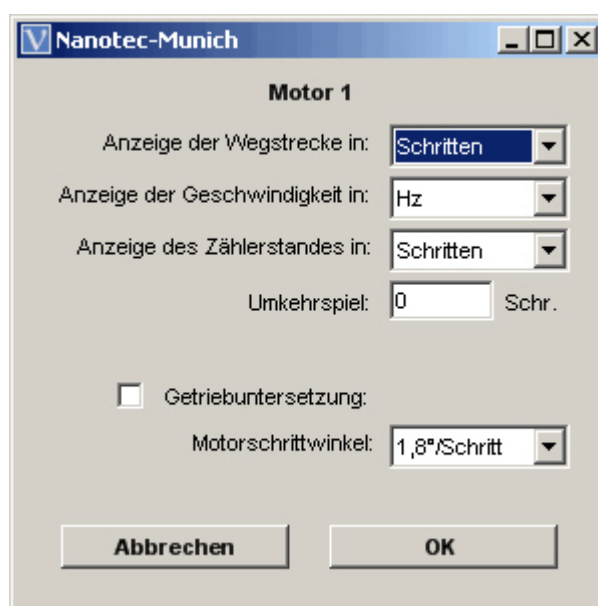 Nanotec-Munich
Motor 1
Anzeige der Wegstrecke in: Schritten
Anzeige der Geschwindigkeit in: Hz
Anzeige des Zählerstandes in: Schritten
Umkehrspiel: 0 Schr.
Getriebuntersetzung:
Motorschrittwinkel: 1,8°/Schritt
Abbrechen OK